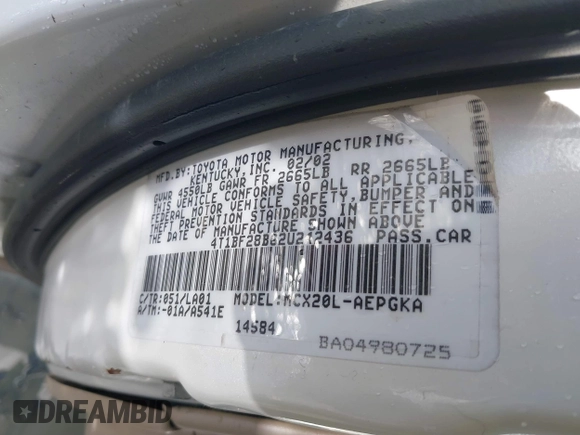 MFD.BY:TOYOTA MOTOR MANUFACTURING,
KENTUCKY, INC. 02/02
GVWR 4550LB GAWR FR 2665LB RR 2665LB
THIS VEHICLE CONFORMS TO ALL APPLICABLE
FEDERAL MOTOR VEHICLE SAFETY, BUMPER AND
THEFT PREVENTION STANDARDS IN EFFECT ON
THE DATE OF MANUFACTURE SHOWN ABOVE
PASS.CAR
C/TR:051/LA01 MODEL:MCX20L-AEPGKA
A/TM:-01A/A541E
14584
BA04980725
DREAMBID